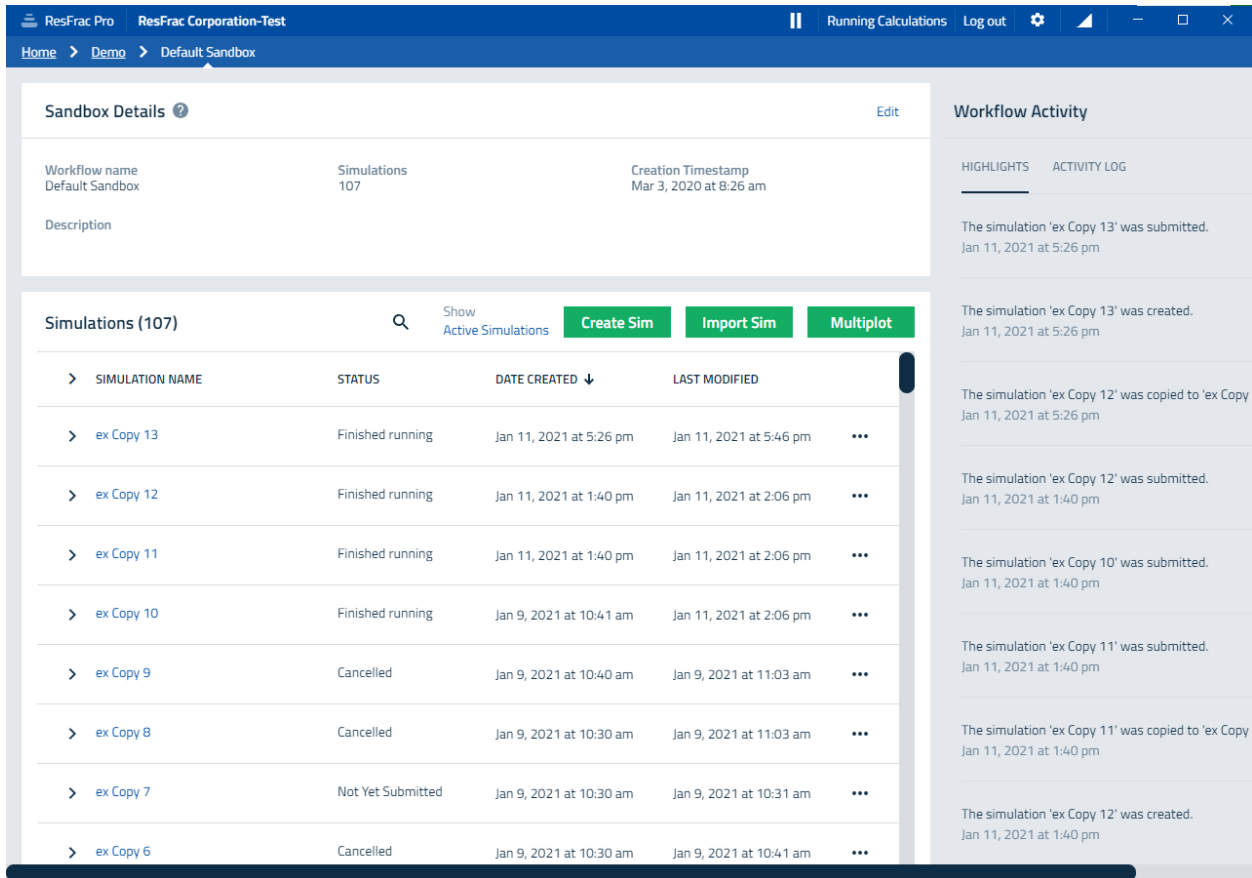 ResFrac Pro ResFrac Corporation-Test Running Calculations Log out
Home > Demo > Default Sandbox
Sandbox Details ? Edit
Workflow name Simulations Creation Timestamp
Default Sandbox 107 Mar 3, 2020 at 8:26 am
Description
Simulations (107) Show Active Simulations Create Sim Import Sim Multiplot
SIMULATION NAME STATUS DATE CREATED ↓ LAST MODIFIED
ex Copy 13 Finished running Jan 11, 2021 at 5:26 pm Jan 11, 2021 at 5:46 pm •••
ex Copy 12 Finished running Jan 11, 2021 at 1:40 pm Jan 11, 2021 at 2:06 pm •••
ex Copy 11 Finished running Jan 11, 2021 at 1:40 pm Jan 11, 2021 at 2:06 pm •••
ex Copy 10 Finished running Jan 9, 2021 at 10:41 am Jan 11, 2021 at 2:06 pm •••
ex Copy 9 Cancelled Jan 9, 2021 at 10:40 am Jan 9, 2021 at 11:03 am •••
ex Copy 8 Cancelled Jan 9, 2021 at 10:30 am Jan 9, 2021 at 11:03 am •••
ex Copy 7 Not Yet Submitted Jan 9, 2021 at 10:30 am Jan 9, 2021 at 10:31 am •••
ex Copy 6 Cancelled Jan 9, 2021 at 10:30 am Jan 9, 2021 at 10:41 am •••
Workflow Activity
HIGHLIGHTS ACTIVITY LOG
The simulation 'ex Copy 13' was submitted.
Jan 11, 2021 at 5:26 pm
The simulation 'ex Copy 13' was created.
Jan 11, 2021 at 5:26 pm
The simulation 'ex Copy 12' was copied to 'ex Copy
Jan 11, 2021 at 5:26 pm
The simulation 'ex Copy 12' was submitted.
Jan 11, 2021 at 1:40 pm
The simulation 'ex Copy 10' was submitted.
Jan 11, 2021 at 1:40 pm
The simulation 'ex Copy 11' was submitted.
Jan 11, 2021 at 1:40 pm
The simulation 'ex Copy 11' was copied to 'ex Copy
Jan 11, 2021 at 1:40 pm
The simulation 'ex Copy 12' was created.
Jan 11, 2021 at 1:40 pm